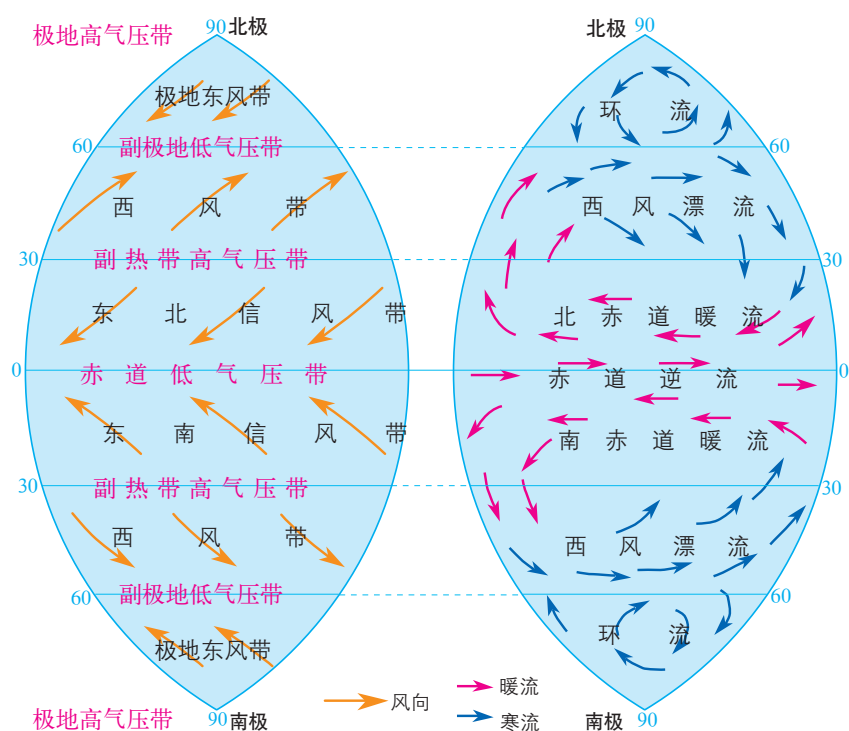 极地高气压带
90 北极
极地东风带
60 副极地低气压带
西风带
30 副热带高气压带
东北信风带
0 赤道低气压带
东南信风带
30 副热带高气压带
西风带
60 副极地低气压带
极地东风带
极地高气压带
90 南极
北极 90
环流
60
西风漂流
30
北赤道暖流
赤道逆流 0
南赤道暖流
30
西风漂流
60
环流
南极 90
风向
暖流
寒流